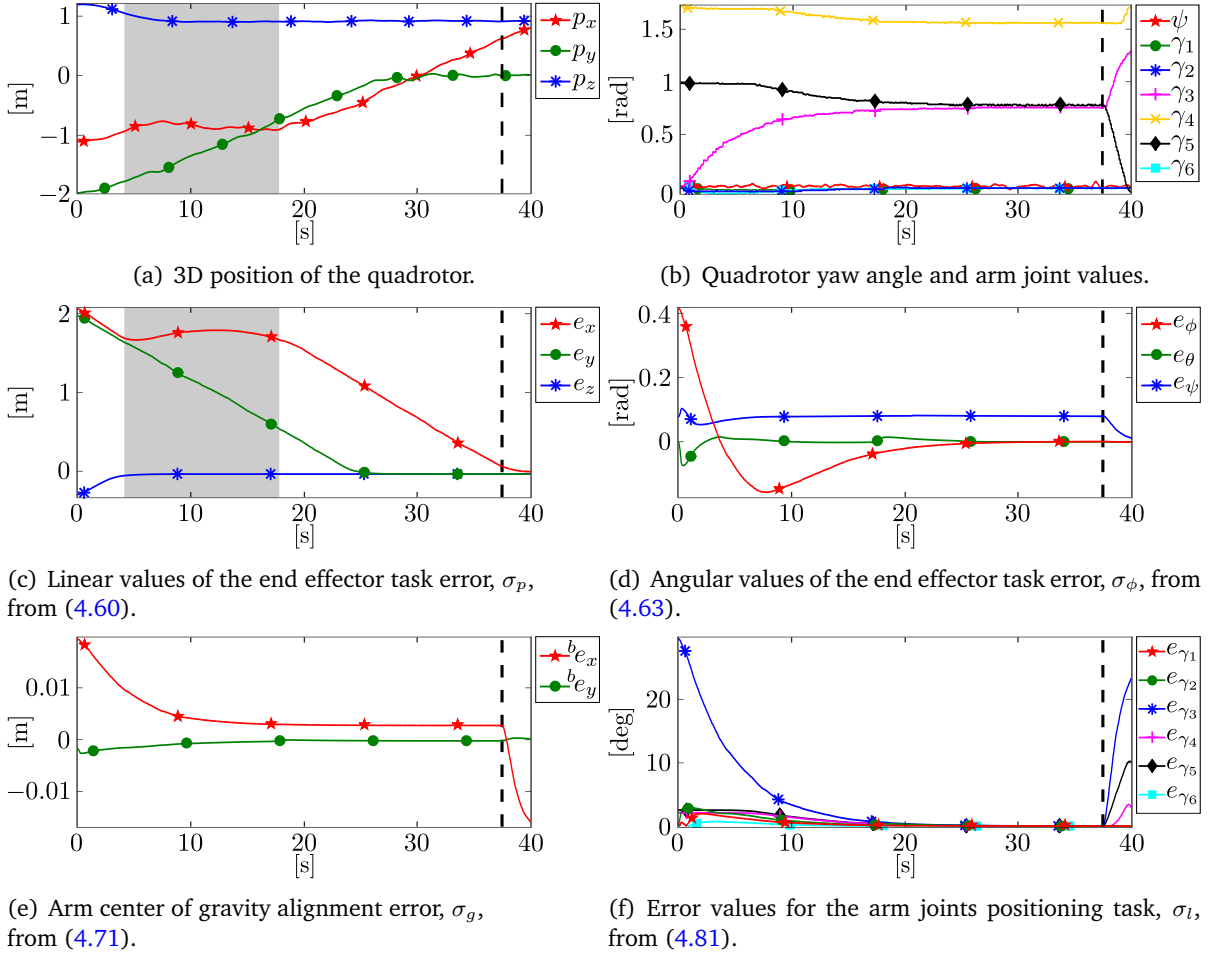 1
0
−1
−2
[m]
0 10 20 30 40
[s]
p_x
p_y
p_z
(a) 3D position of the quadrotor.
1.5
1
0.5
0
[rad]
0 10 20 30 40
[s]
ψ
γ1
γ2
γ3
γ4
γ5
γ6
(b) Quadrotor yaw angle and arm joint values.
2
1
0
[m]
0 10 20 30 40
[s]
e_x
e_y
e_z
(c) Linear values of the end effector task error, σ_p,
from (4.60).
0.4
0.2
0
[rad]
0 10 20 30 40
[s]
e_ϕ
e_θ
e_ψ
(d) Angular values of the end effector task error, σ_ϕ, from
(4.63).
0.01
0
−0.01
[m]
0 10 20 30 40
[s]
^b e_x
^b e_y
(e) Arm center of gravity alignment error, σ_g,
from (4.71).
20
10
0
[deg]
0 10 20 30 40
[s]
e_γ1
e_γ2
e_γ3
e_γ4
e_γ5
e_γ6
(f) Error values for the arm joints positioning task, σ_l,
from (4.81).